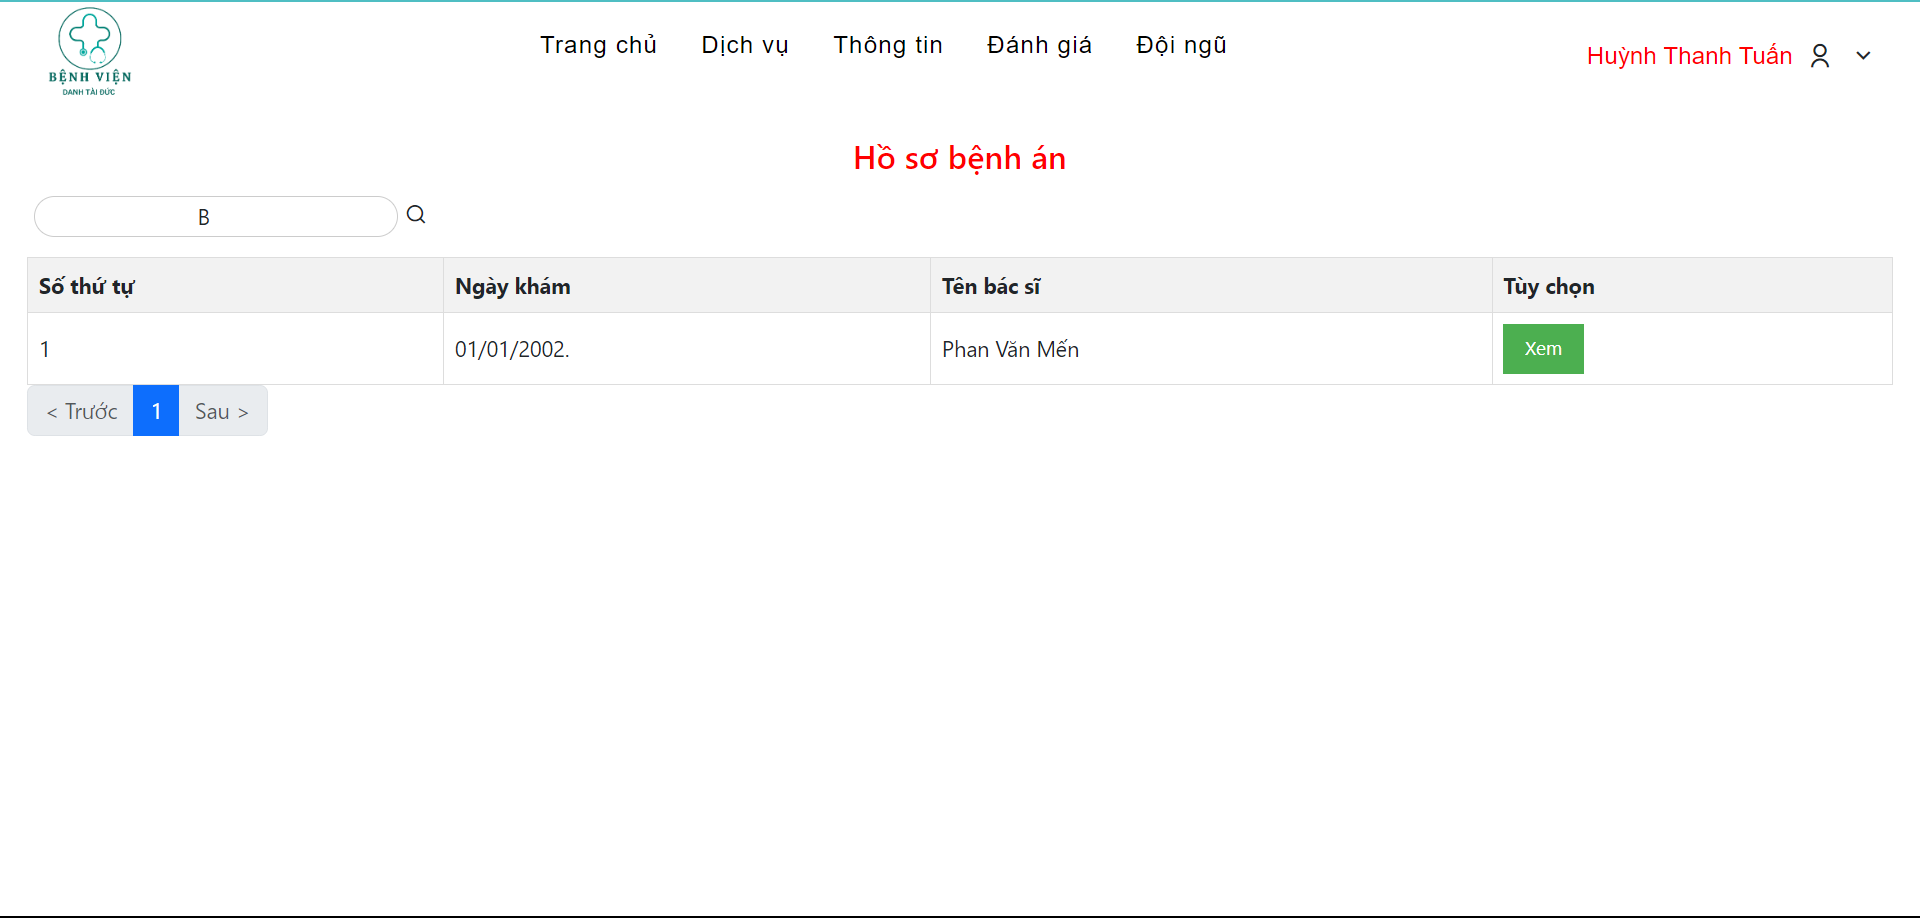 BỆNH VIỆN
DANH TÀI ĐỨC
Trang chủ Dịch vụ Thông tin Đánh giá Đội ngũ
Huỳnh Thanh Tuấn
Hồ sơ bệnh án
B
Số thứ tự Ngày khám Tên bác sĩ Tùy chọn
1 01/01/2002. Phan Văn Mến Xem
< Trước 1 Sau >